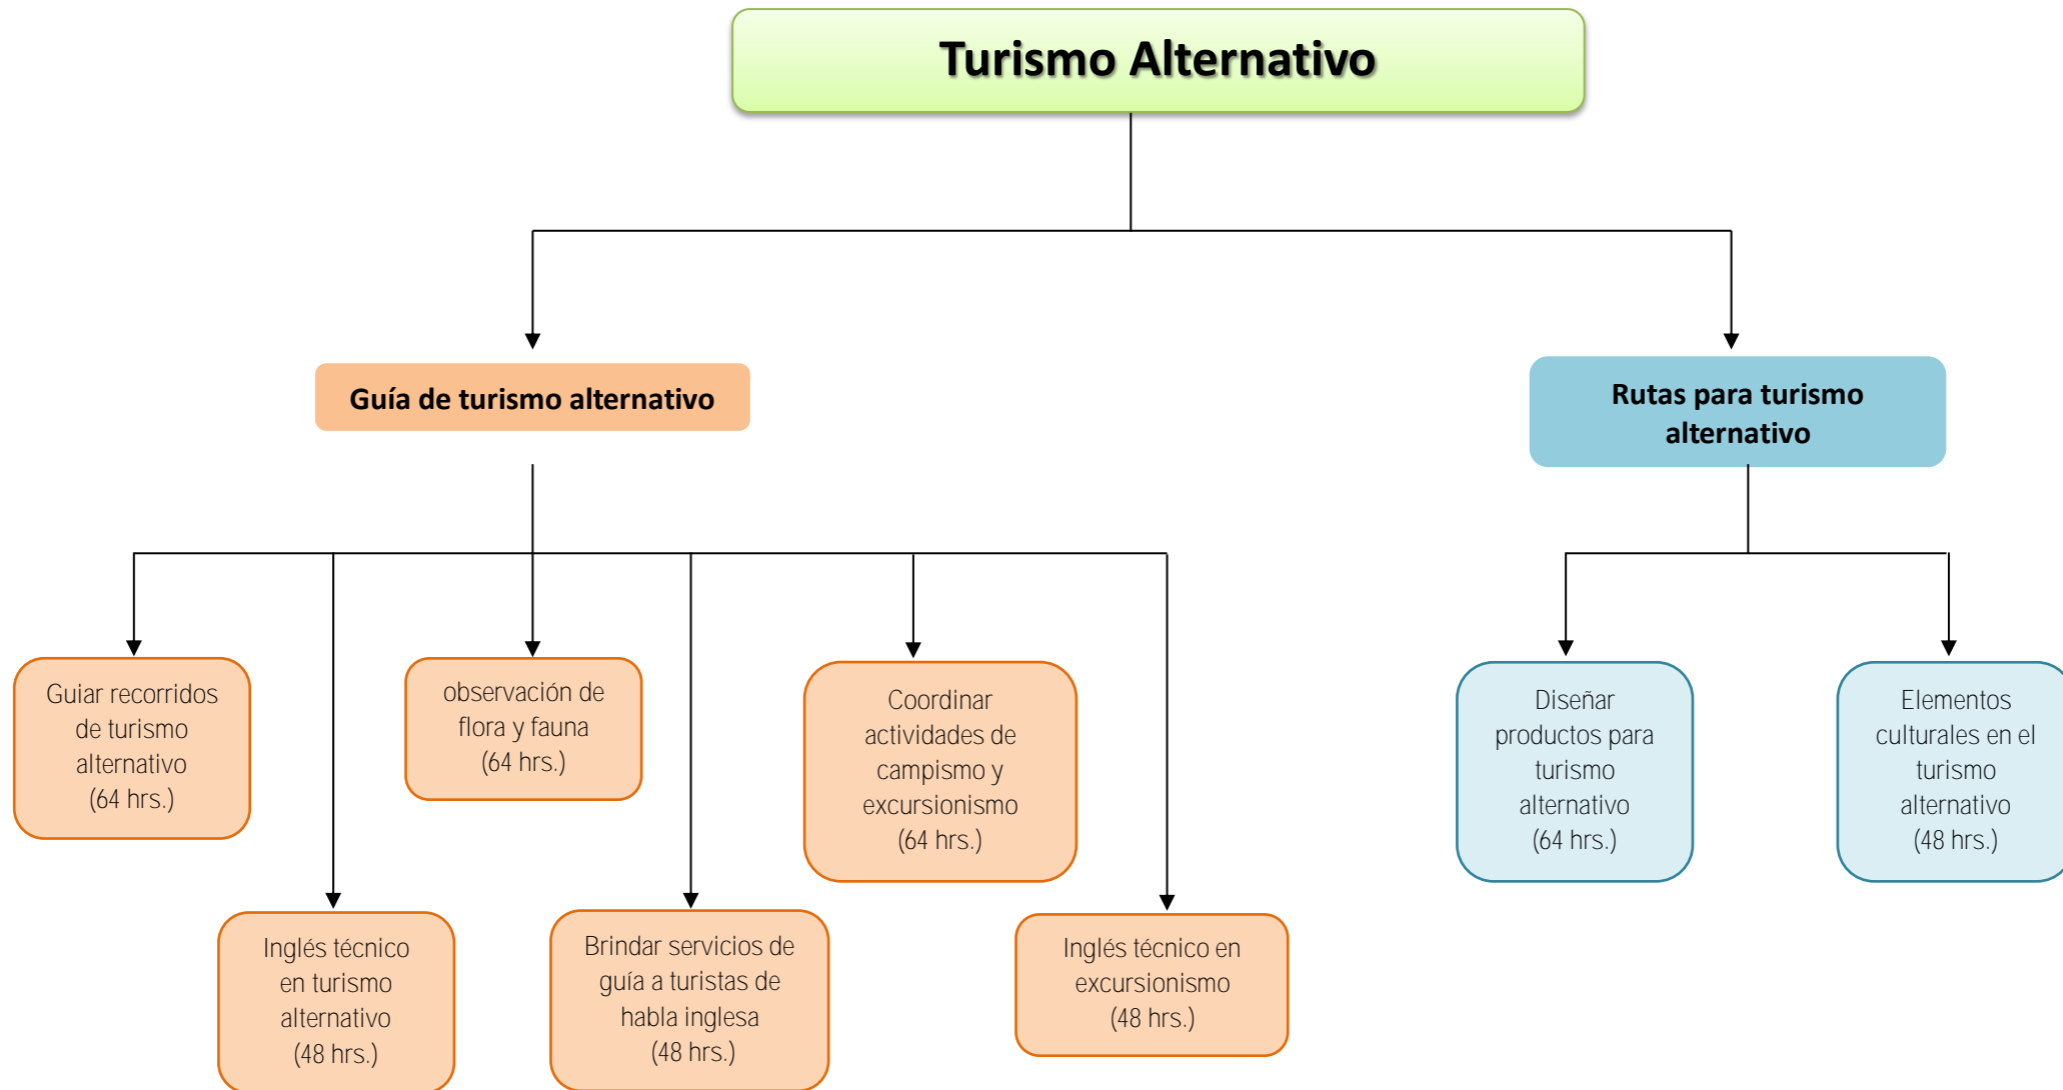 Turismo Alternativo
Guía de turismo alternativo
Rutas para turismo
alternativo
Guiar recorridos
de turismo
alternativo
(64 hrs.)
observación de
flora y fauna
(64 hrs.)
Coordinar
actividades de
campismo y
excursionismo
(64 hrs.)
Diseñar
productos para
turismo
alternativo
(64 hrs.)
Elementos
culturales en el
turismo
alternativo
(48 hrs.)
Inglés técnico
en turismo
alternativo
(48 hrs.)
Brindar servicios de
guía a turistas de
habla inglesa
(48 hrs.)
Inglés técnico en
excursionismo
(48 hrs.)